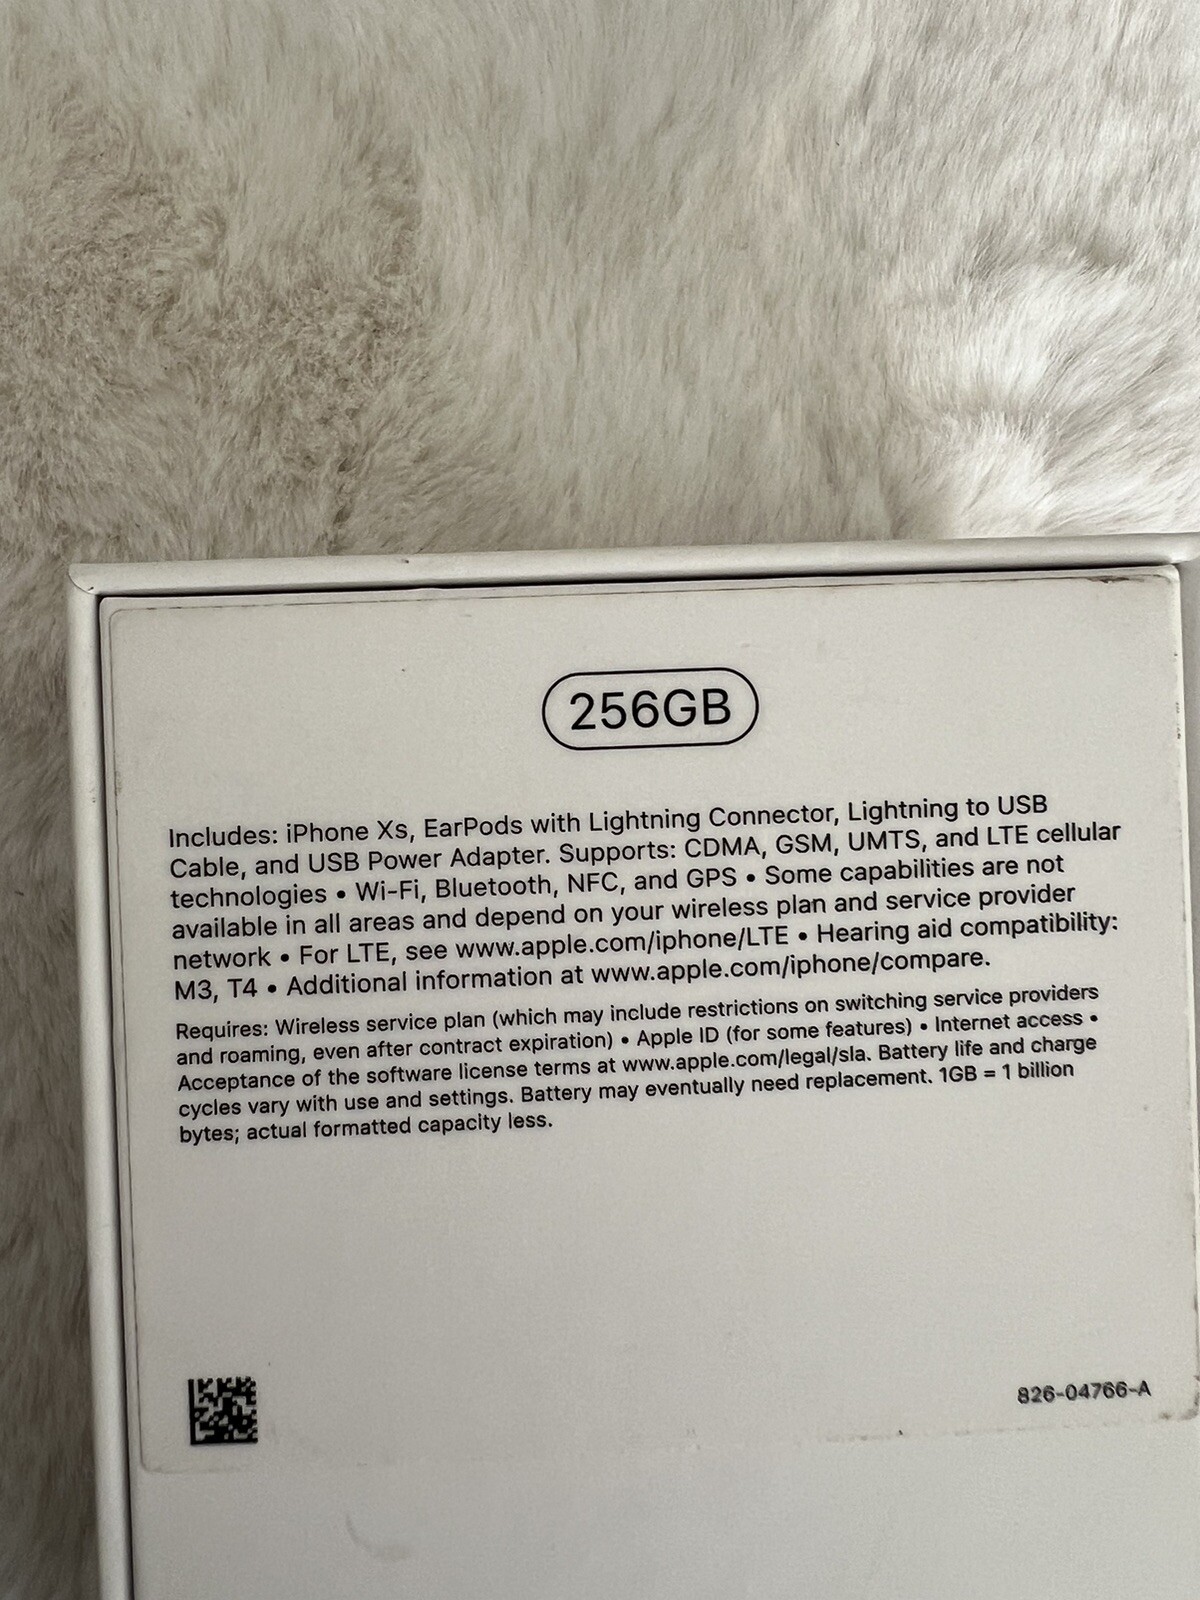 256GB
Includes: iPhone Xs, EarPods with Lightning Connector, Lightning to USB
Cable, and USB Power Adapter. Supports: CDMA, GSM, UMTS, and LTE cellular
technologies • Wi-Fi, Bluetooth, NFC, and GPS • Some capabilities are not
available in all areas and depend on your wireless plan and service provider
network • For LTE, see www.apple.com/iphone/LTE • Hearing aid compatibility:
M3, T4 • Additional information at www.apple.com/iphone/compare.
Requires: Wireless service plan (which may include restrictions on switching service providers
and roaming, even after contract expiration) • Apple ID (for some features) • Internet access •
Acceptance of the software license terms at www.apple.com/legal/sla. Battery life and charge
cycles vary with use and settings. Battery may eventually need replacement. 1GB = 1 billion
bytes; actual formatted capacity less.
826-04766-A